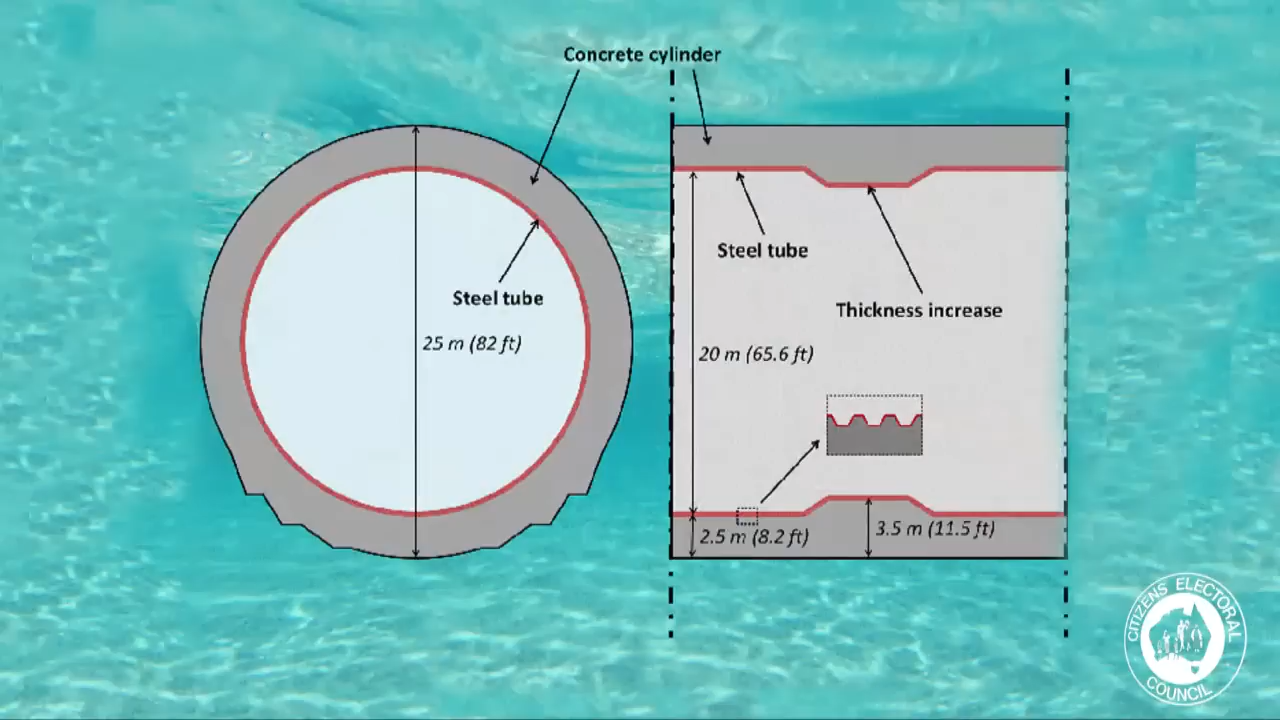 Concrete cylinder
Steel tube
25 m (82 ft)
Steel tube
Thickness increase
20 m (65.6 ft)
2.5 m (8.2 ft)
3.5 m (11.5 ft)
CITIZENS ELECTORAL
COUNCIL